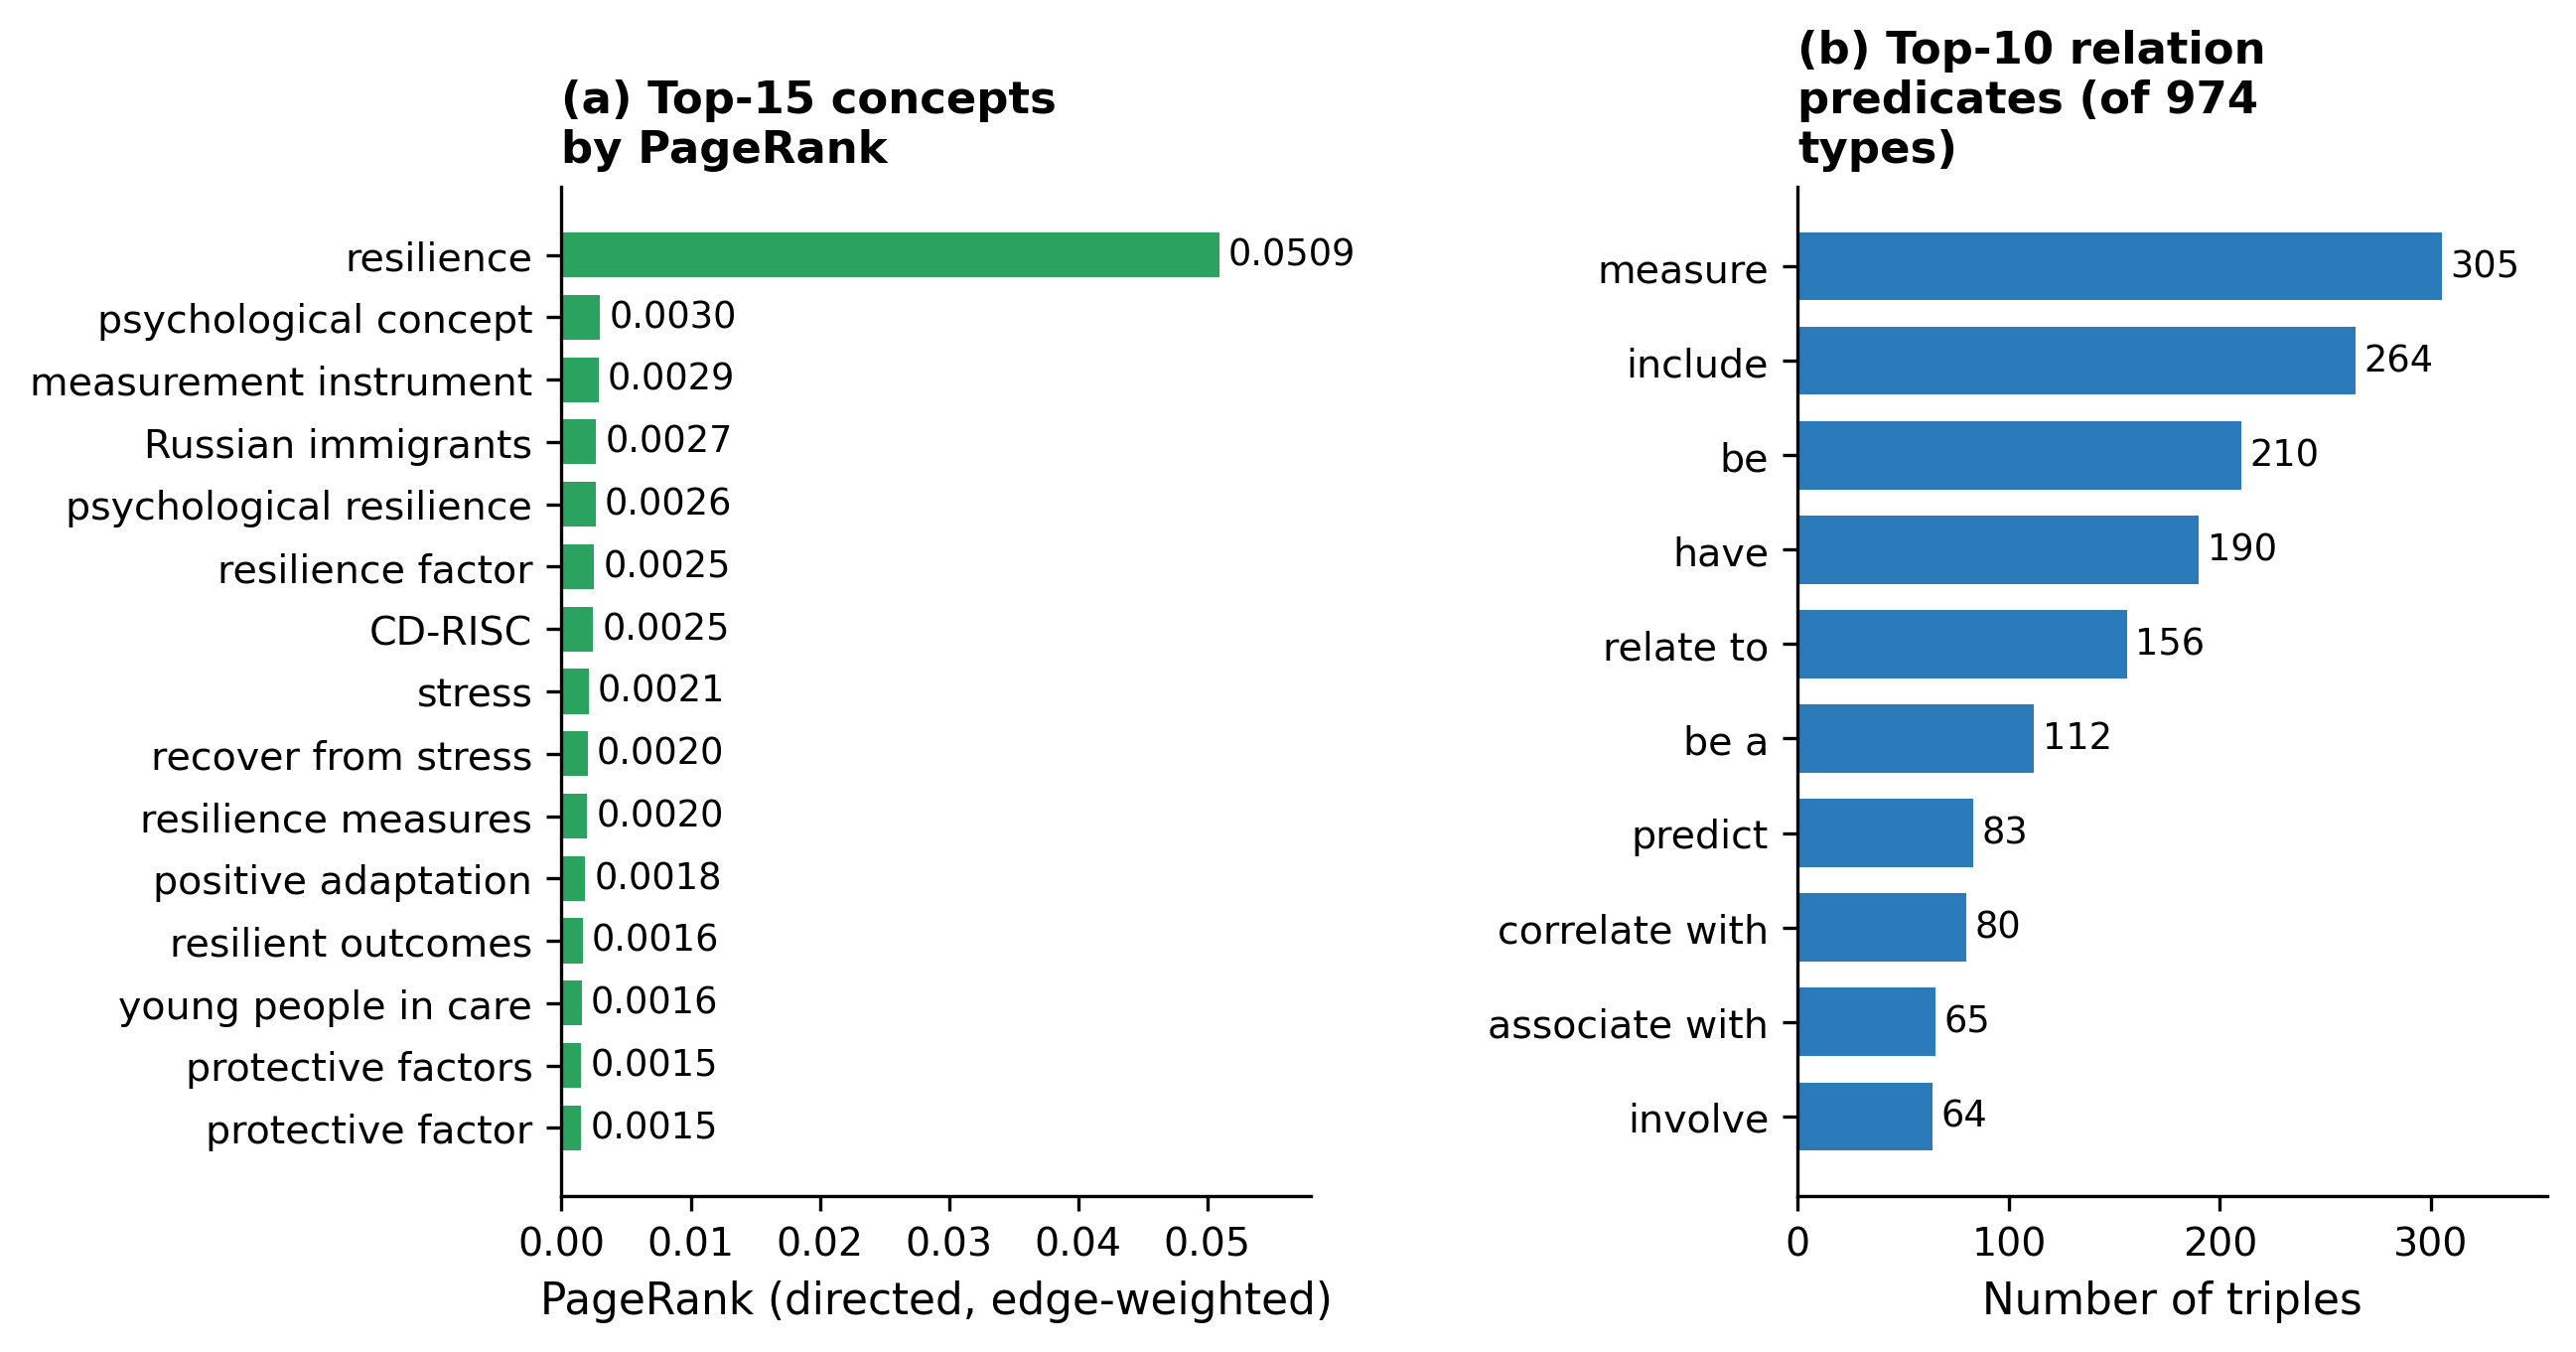 (a) Top-15 concepts
by PageRank
resilience 0.0509
psychological concept 0.0030
measurement instrument 0.0029
Russian immigrants 0.0027
psychological resilience 0.0026
resilience factor 0.0025
CD-RISC 0.0025
stress 0.0021
recover from stress 0.0020
resilience measures 0.0020
positive adaptation 0.0018
resilient outcomes 0.0016
young people in care 0.0016
protective factors 0.0015
protective factor 0.0015
0.00 0.01 0.02 0.03 0.04 0.05
PageRank (directed, edge-weighted)
(b) Top-10 relation
predicates (of 974
types)
measure 305
include 264
be 210
have 190
relate to 156
be a 112
predict 83
correlate with 80
associate with 65
involve 64
0 100 200 300
Number of triples